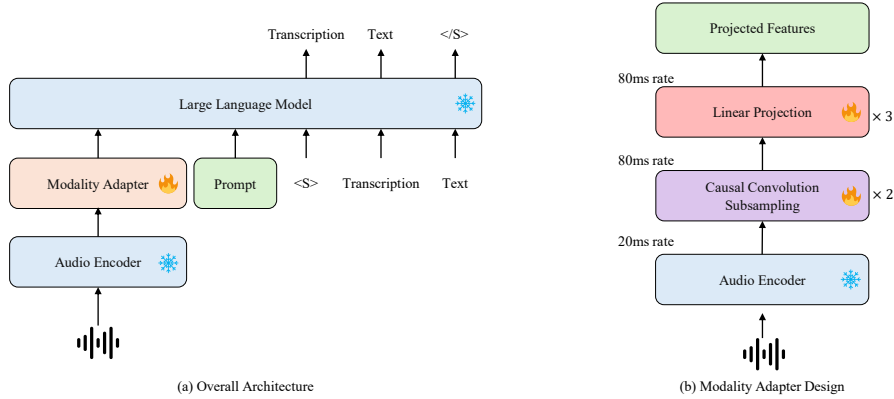 Transcription Text </S>
Large Language Model
Modality Adapter
Prompt
<S> Transcription Text
Audio Encoder
(a) Overall Architecture
Projected Features
80ms rate
Linear Projection
× 3
80ms rate
Causal Convolution
Subsampling
× 2
20ms rate
Audio Encoder
(b) Modality Adapter Design